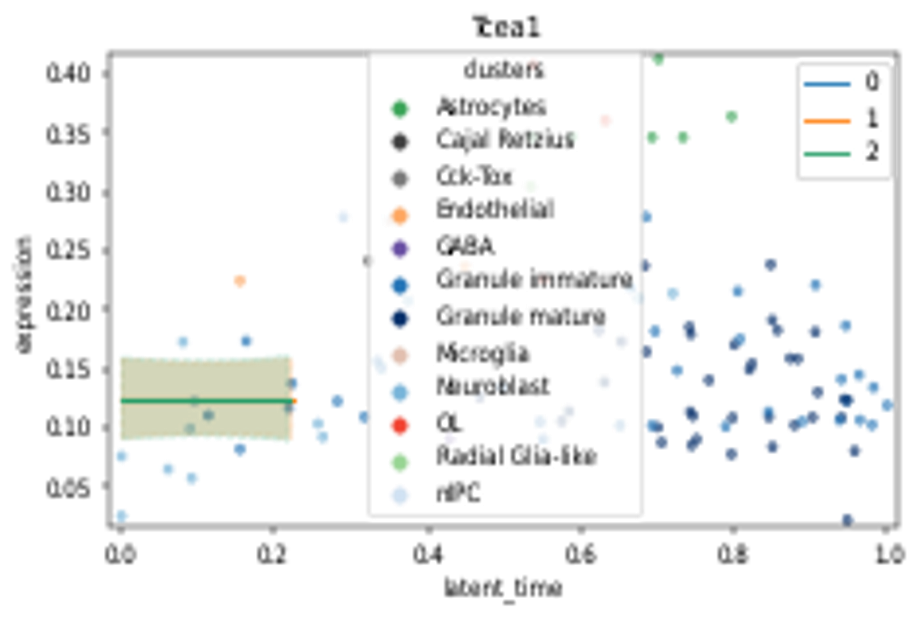 Tcea1
clusters
Astrocytes
Cajal Retzius
Cck-Tox
Endothelial
GABA
Granule immature
Granule mature
Microglia
Neuroblast
OL
Radial Glia-like
nIPC
0
1
2
expression
0.40
0.35
0.30
0.25
0.20
0.15
0.10
0.05
0.0 0.2 0.4 0.6 0.8 1.0
latent_time